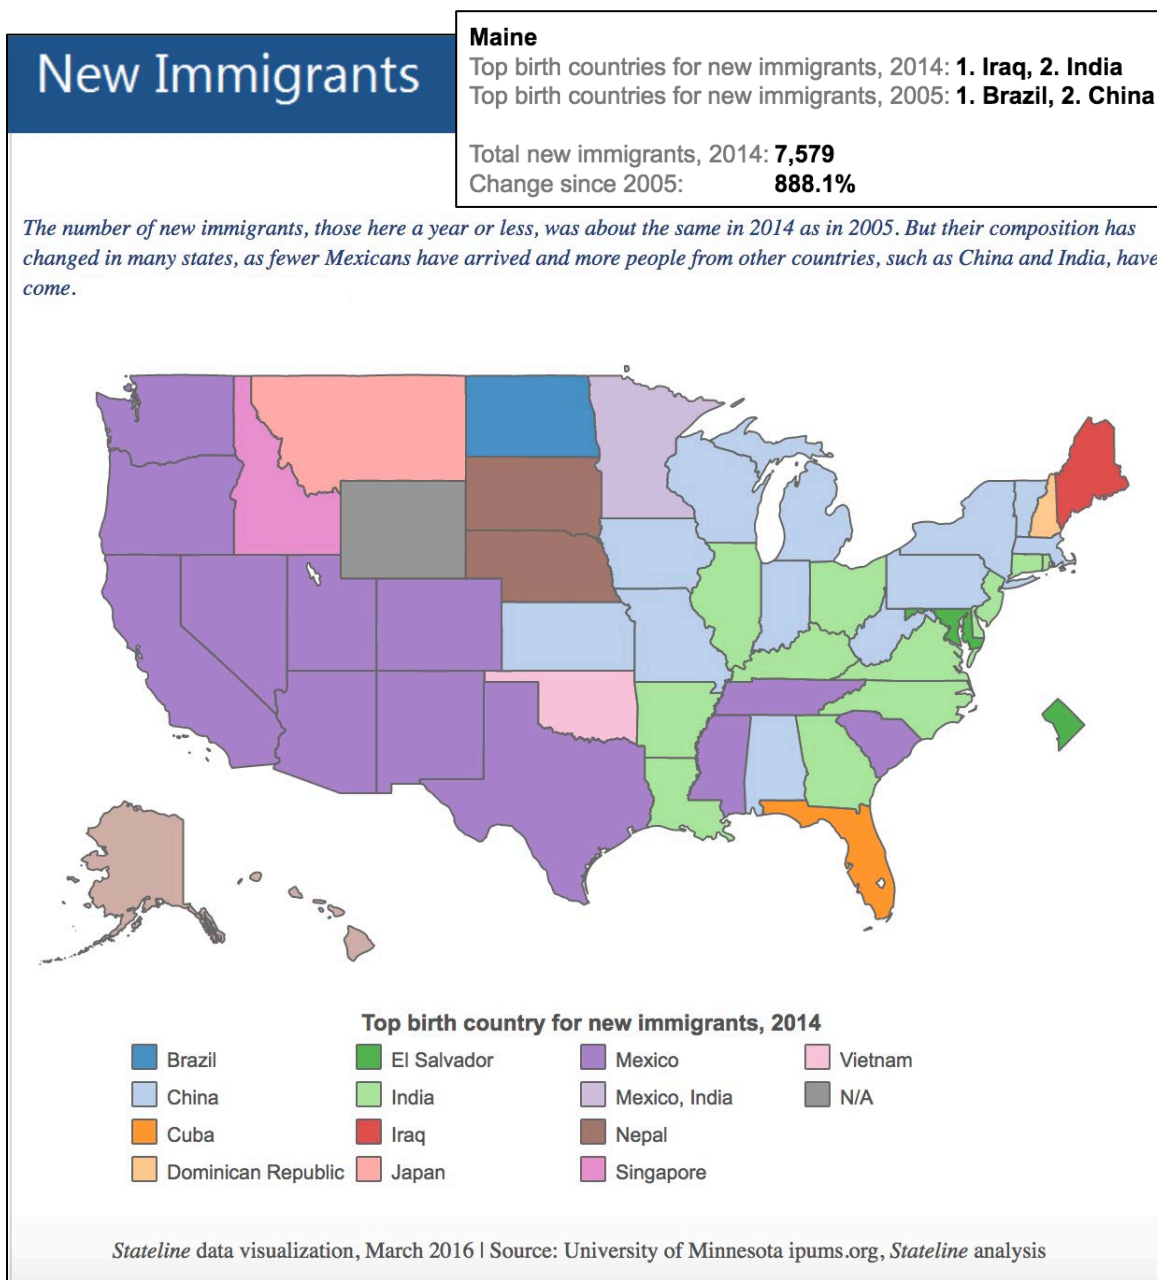 New Immigrants
Maine
Top birth countries for new immigrants, 2014: 1. Iraq, 2. India
Top birth countries for new immigrants, 2005: 1. Brazil, 2. China
Total new immigrants, 2014: 7,579
Change since 2005: 888.1%
The number of new immigrants, those here a year or less, was about the same in 2014 as in 2005. But their composition has
changed in many states, as fewer Mexicans have arrived and more people from other countries, such as China and India, have
come.
Top birth country for new immigrants, 2014
Brazil
China
Cuba
Dominican Republic
El Salvador
India
Iraq
Japan
Mexico
Mexico, India
Nepal
Singapore
Vietnam
N/A
Stateline data visualization, March 2016 | Source: University of Minnesota ipums.org, Stateline analysis